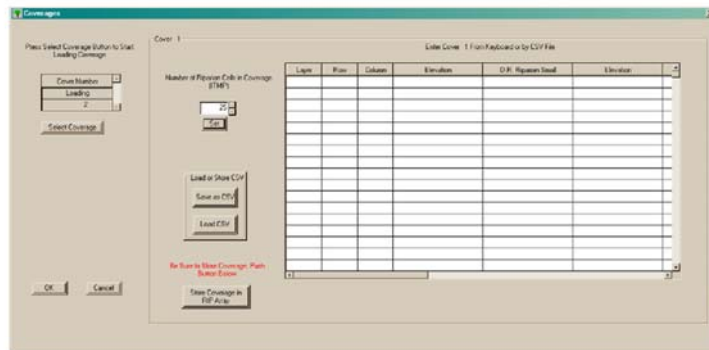 Coverages
Press Select Coverage Button to Start
Loading Coverage
Cover Number
Loading
2
Select Coverage
OK
Cancel
Cover 1
Number of Riparian Cells in Coverage
(ITMP)
25
Set
Load or Store CSV
Save as CSV
Load CSV
Be Sure to Store Coverage, Push
Button Below
Store Coverage in
RIP Array
Enter Cover 1 From Keyboard or by CSV File
Layer Row Column Elevation D.H. Riparian Small Elevation